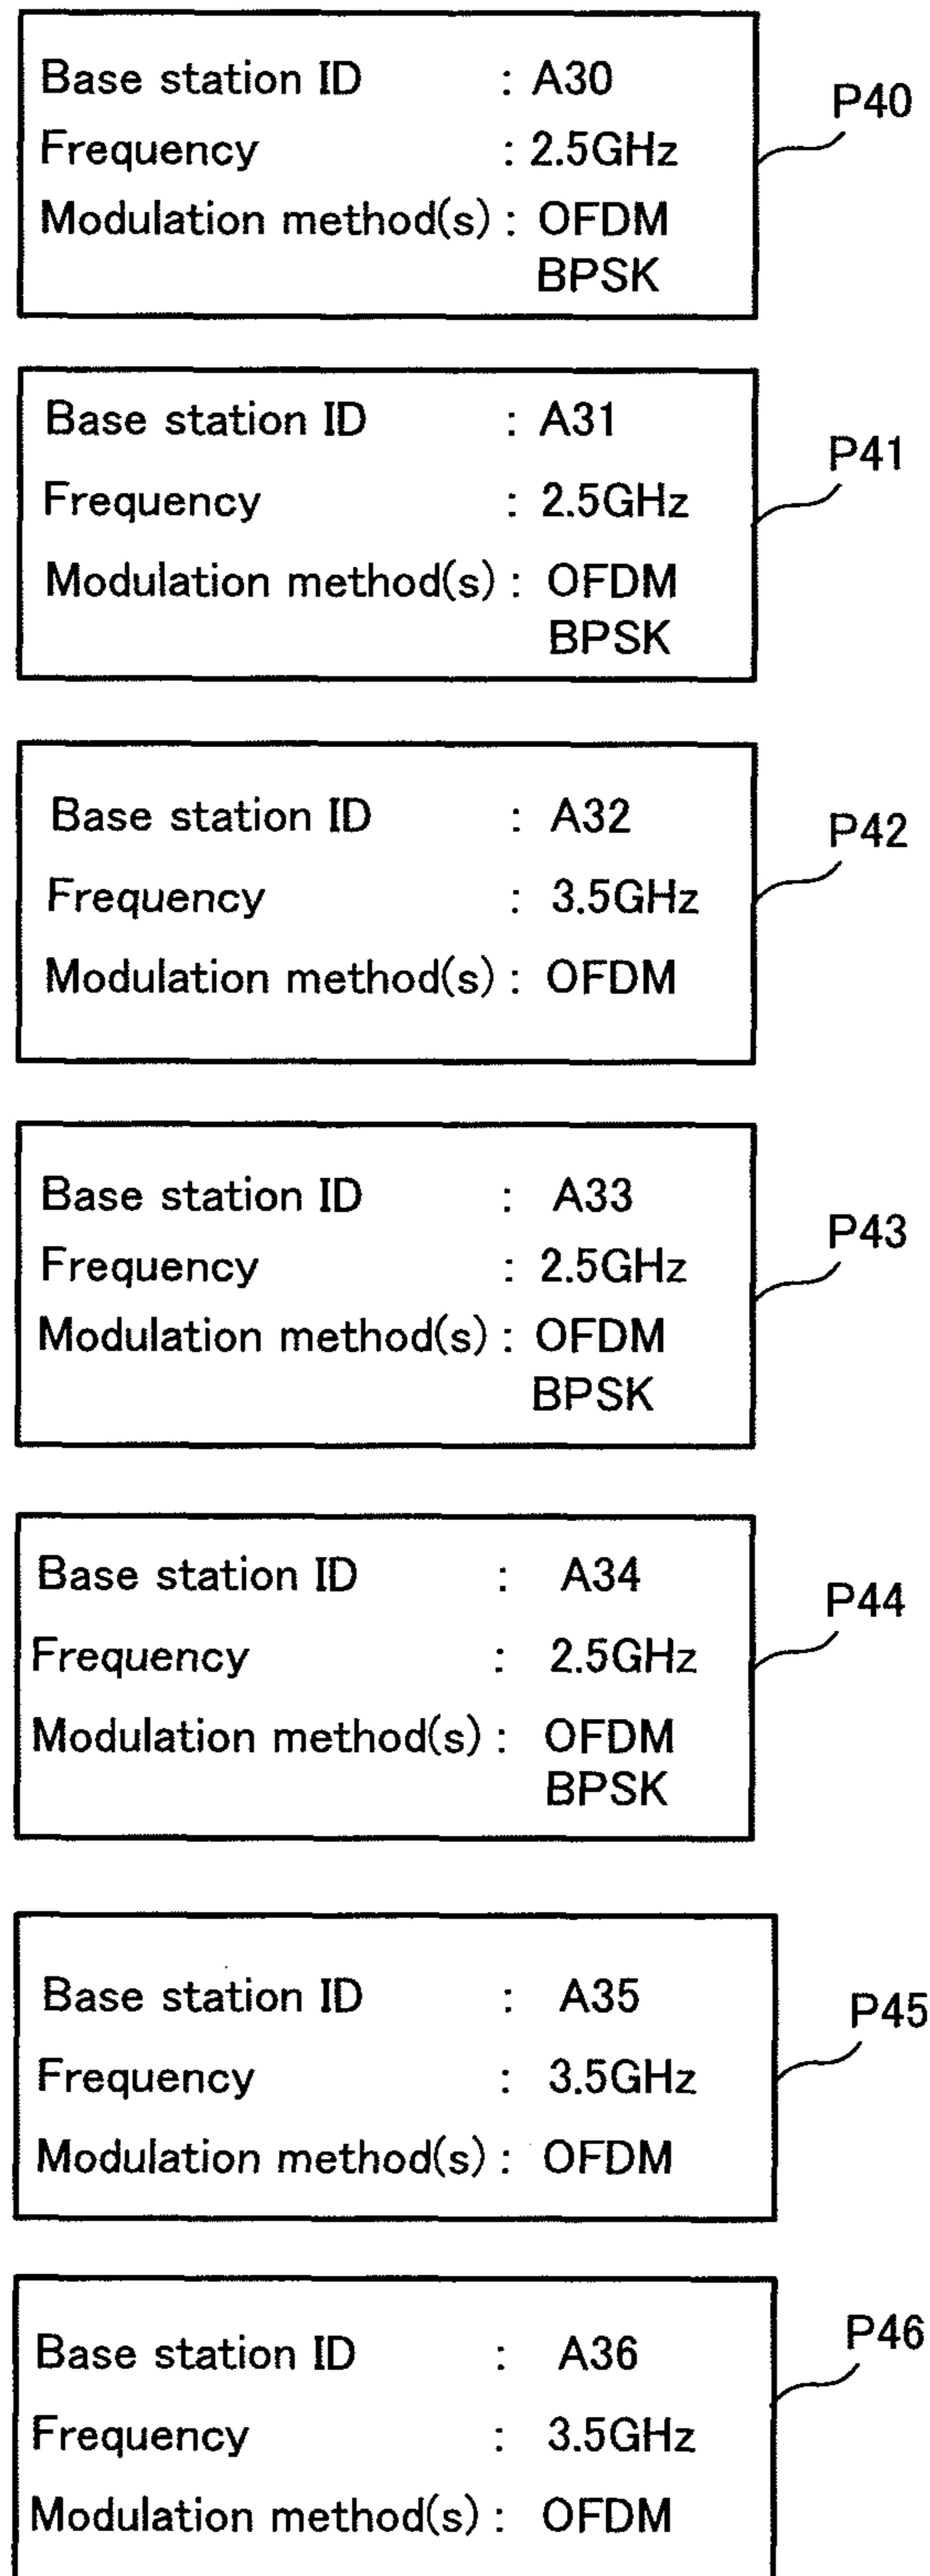 Base station ID : A30
P40
Frequency : 2.5GHz
Modulation method(s) : OFDM
BPSK
Base station ID : A31
P41
Frequency : 2.5GHz
Modulation method(s) : OFDM
BPSK
Base station ID : A32
P42
Frequency : 3.5GHz
Modulation method(s) : OFDM
Base station ID : A33
P43
Frequency : 2.5GHz
Modulation method(s) : OFDM
BPSK
Base station ID : A34
P44
Frequency : 2.5GHz
Modulation method(s) : OFDM
BPSK
Base station ID : A35
P45
Frequency : 3.5GHz
Modulation method(s) : OFDM
Base station ID : A36
P46
Frequency : 3.5GHz
Modulation method(s) : OFDM